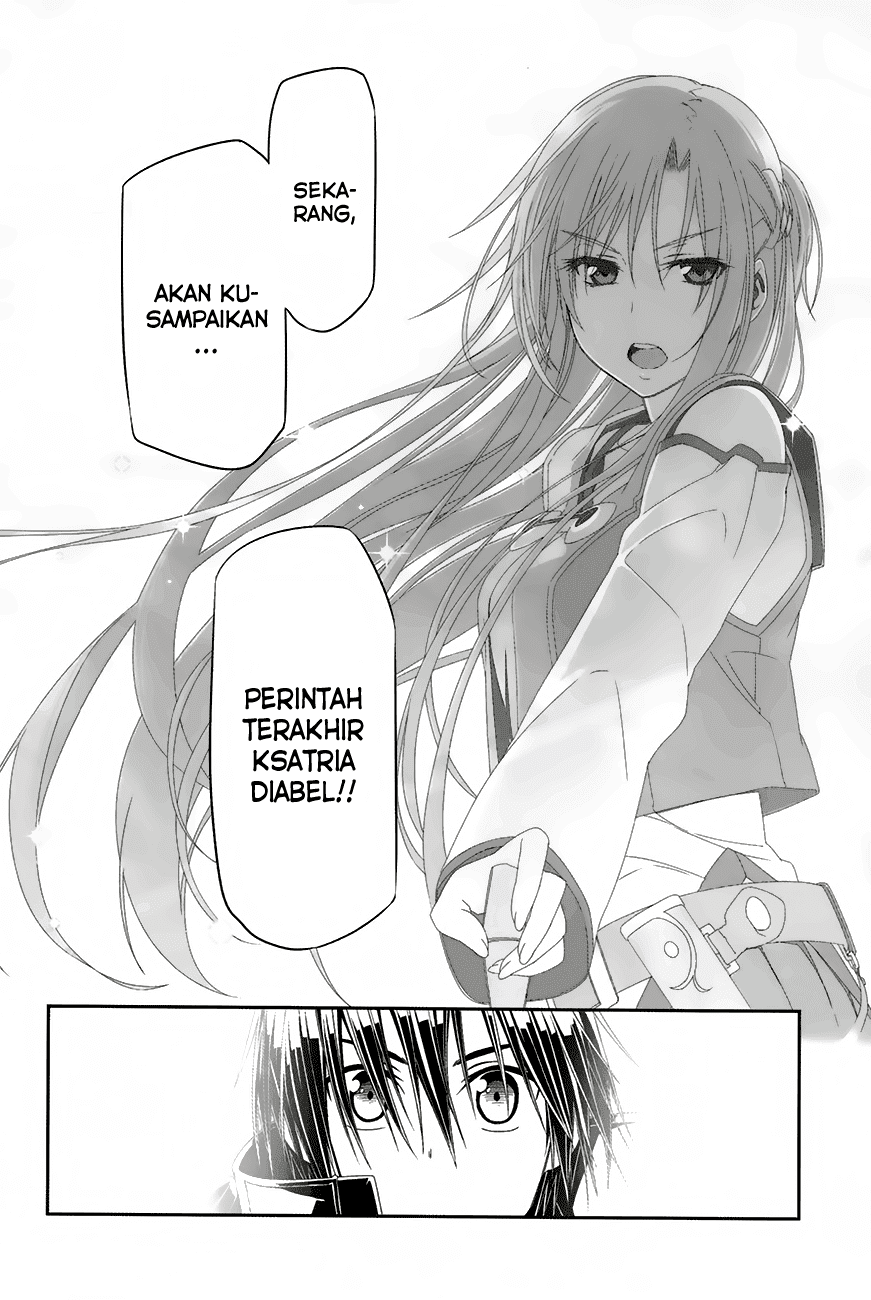 SEKA-
RANG,
AKAN KU-
SAMPAIKAN
...
PERINTAH
TERAKHIR
KSATRIA
DIABEL!!